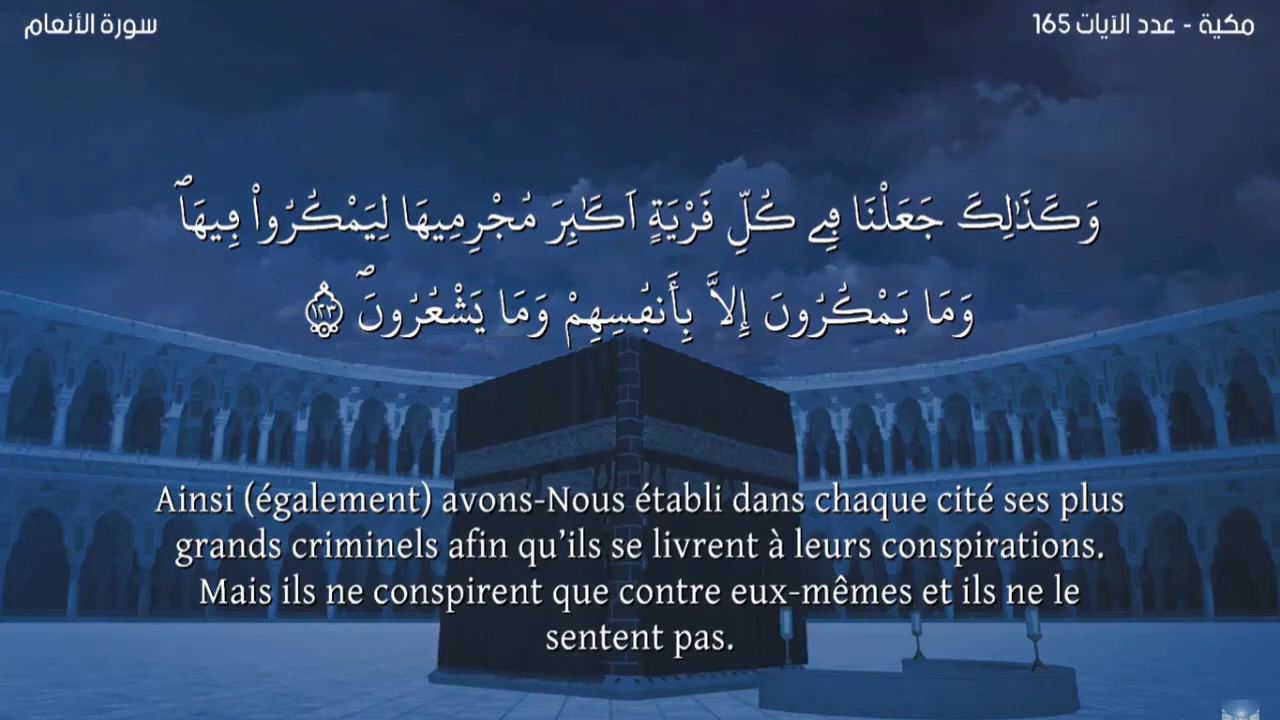 مكية - عدد الآيات 165
سورة الأنعام
وَكَذَٰلِكَ جَعَلْنَا فِے كُلِّ قَرْيَةٍ اَكَٰبِرَ مُجْرِمِيهَا لِيَمْكُرُواْ فِيهَاۖ
وَمَا يَمْكُرُونَ إِلاَّ بِأَنفُسِهِمْ وَمَا يَشْعُرُونَۖ ١٢٣
Ainsi (également) avons-Nous établi dans chaque cité ses plus
grands criminels afin qu’ils se livrent à leurs conspirations.
Mais ils ne conspirent que contre eux-mêmes et ils ne le
sentent pas.